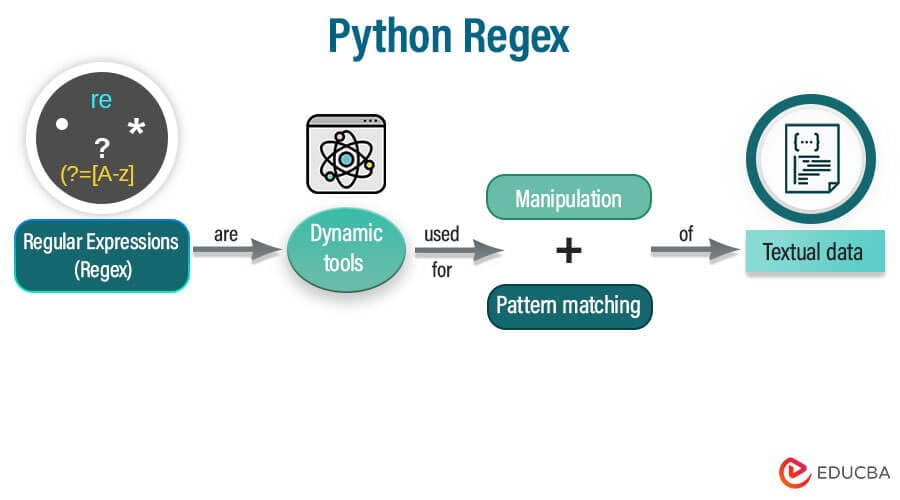 Python Regex
re
. *
?
(?=[A-z]
{...}
Regular Expressions
(Regex)
are
Dynamic
tools
used
for
Manipulation
+
Pattern matching
of
Textual data
EDUCBA